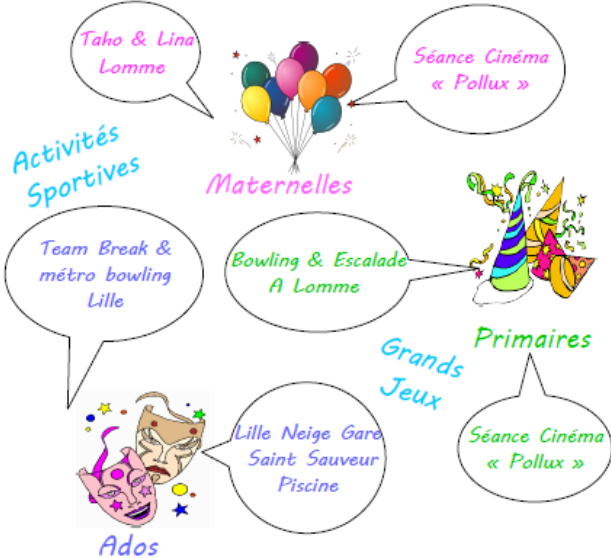 Taho & Lina
Lomme
Séance Cinéma
« Pollux »
Activités
Sportives
Maternelles
Team Break &
métro bowling
Lille
Bowling & Escalade
A Lomme
Primaires
Grands
Jeux
Lille Neige Gare
Saint Sauveur
Piscine
Séance Cinéma
« Pollux »
Ados